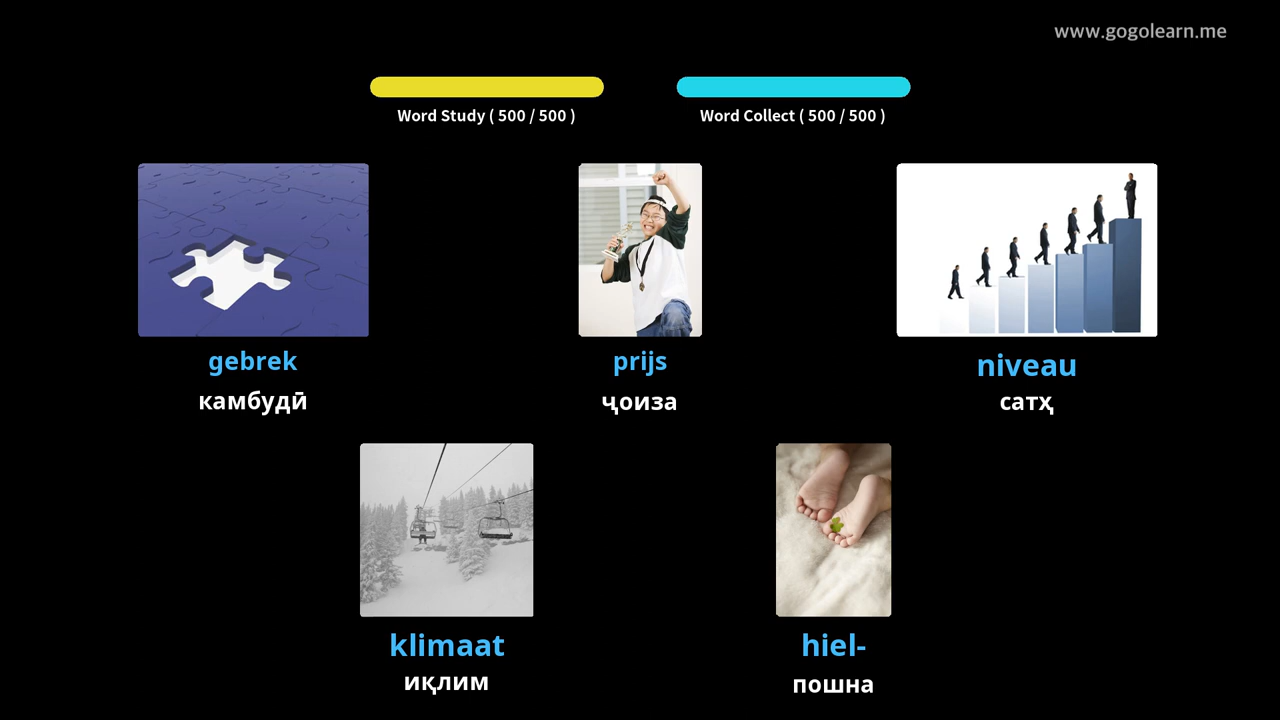 www.gogolearn.me
Word Study ( 500 / 500 )
Word Collect ( 500 / 500 )
gebrek
камбудӣ
prijs
ҷоиза
niveau
сатҳ
klimaat
иқлим
hiel-
пошна